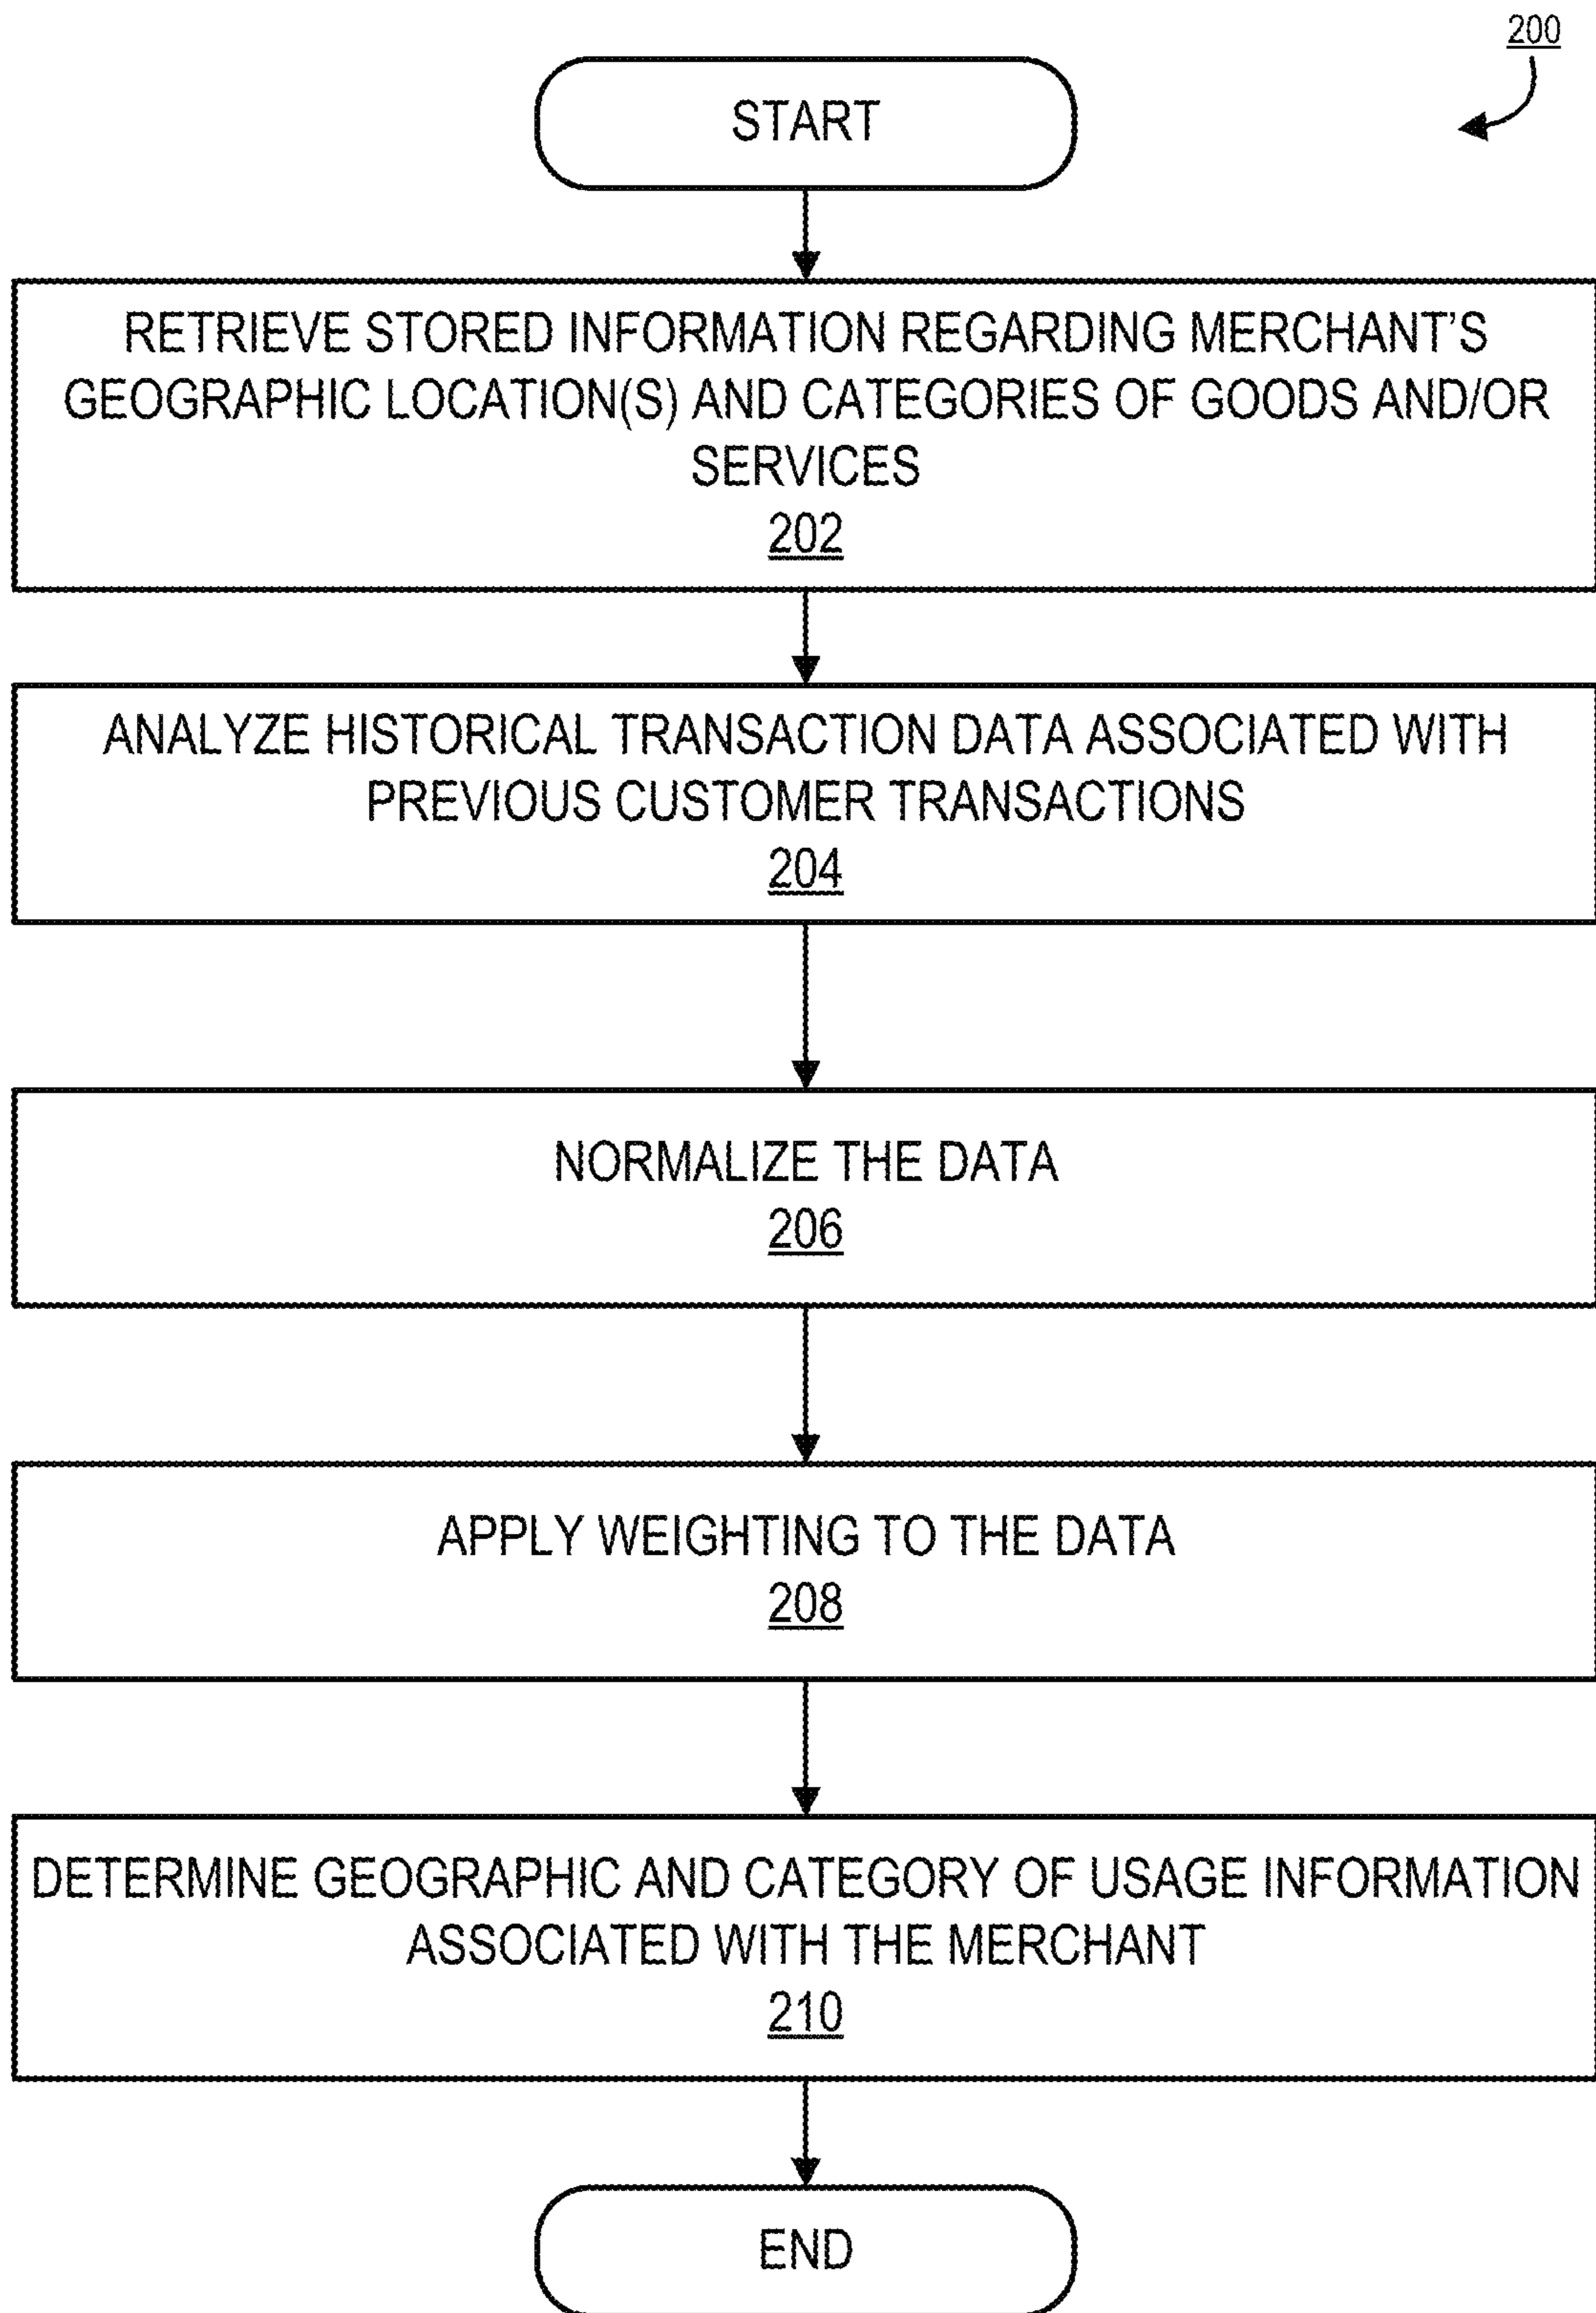 200
START
RETRIEVE STORED INFORMATION REGARDING MERCHANT'S
GEOGRAPHIC LOCATION(S) AND CATEGORIES OF GOODS AND/OR
SERVICES
202
ANALYZE HISTORICAL TRANSACTION DATA ASSOCIATED WITH
PREVIOUS CUSTOMER TRANSACTIONS
204
NORMALIZE THE DATA
206
APPLY WEIGHTING TO THE DATA
208
DETERMINE GEOGRAPHIC AND CATEGORY OF USAGE INFORMATION
ASSOCIATED WITH THE MERCHANT
210
END